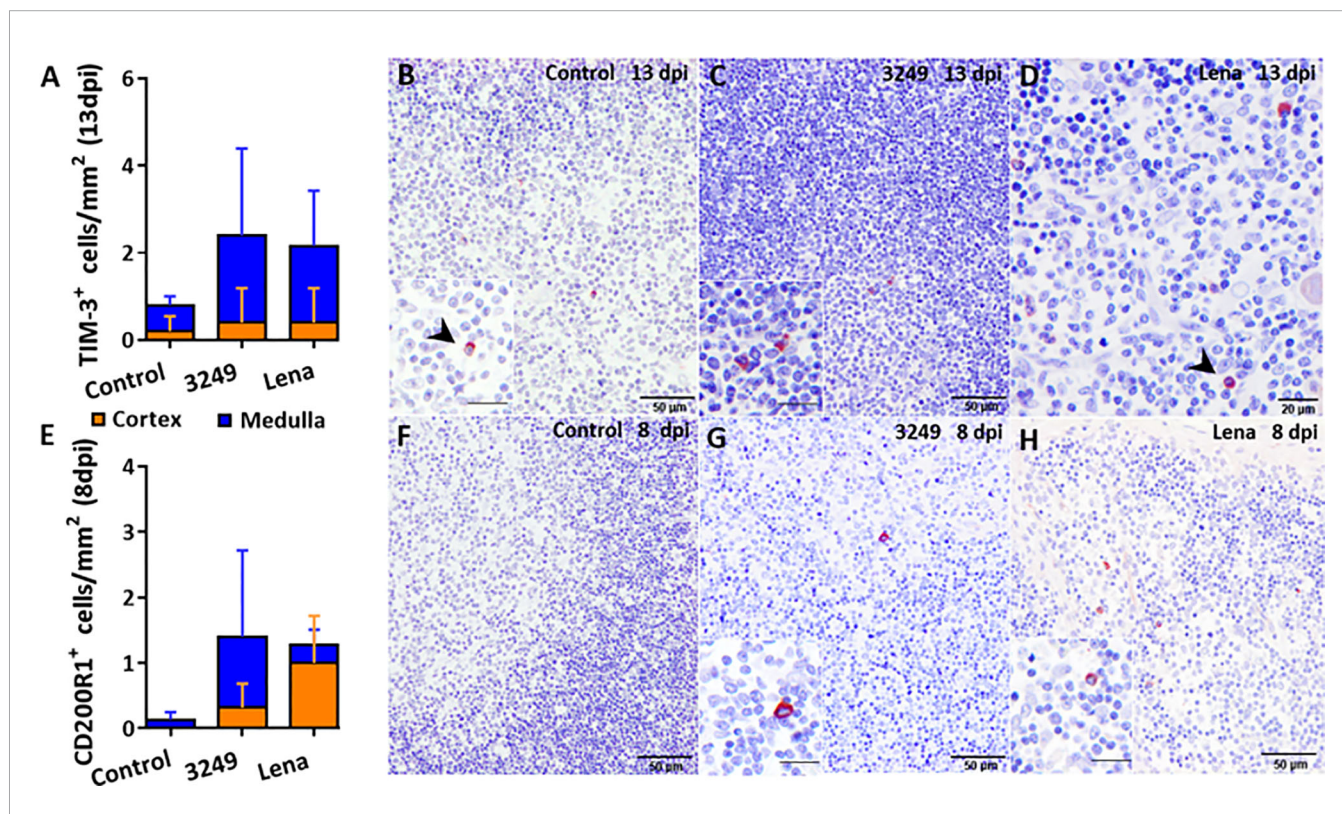 A
TIM-3+ cells/mm2 (13dpi)
6
4
2
0
Control
3249
Lena
B
Control 13 dpi
50 µm
C
3249 13 dpi
50 µm
D
Lena 13 dpi
20 µm
Cortex
Medulla
E
CD200R1+ cells/mm2 (8dpi)
4
3
2
1
0
Control
3249
Lena
F
Control 8 dpi
50 µm
G
3249 8 dpi
50 µm
H
Lena 8 dpi
50 µm